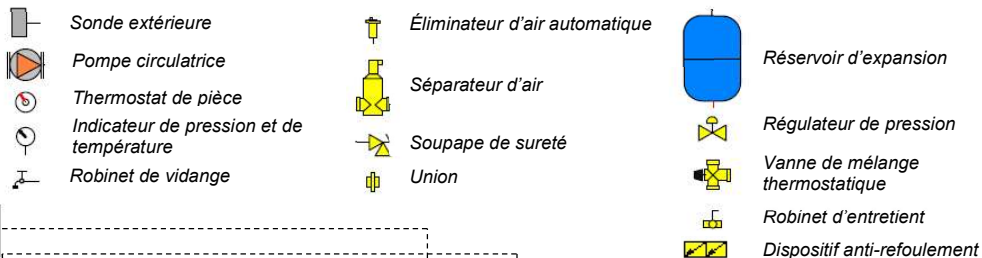 Sonde extérieure
Pompe circulatrice
Thermostat de pièce
Indicateur de pression et de
température
Robinet de vidange
Éliminateur d'air automatique
Séparateur d'air
Soupape de sureté
Union
Réservoir d'expansion
Régulateur de pression
Vanne de mélange
thermostatique
Robinet d'entretient
Dispositif anti-refoulement